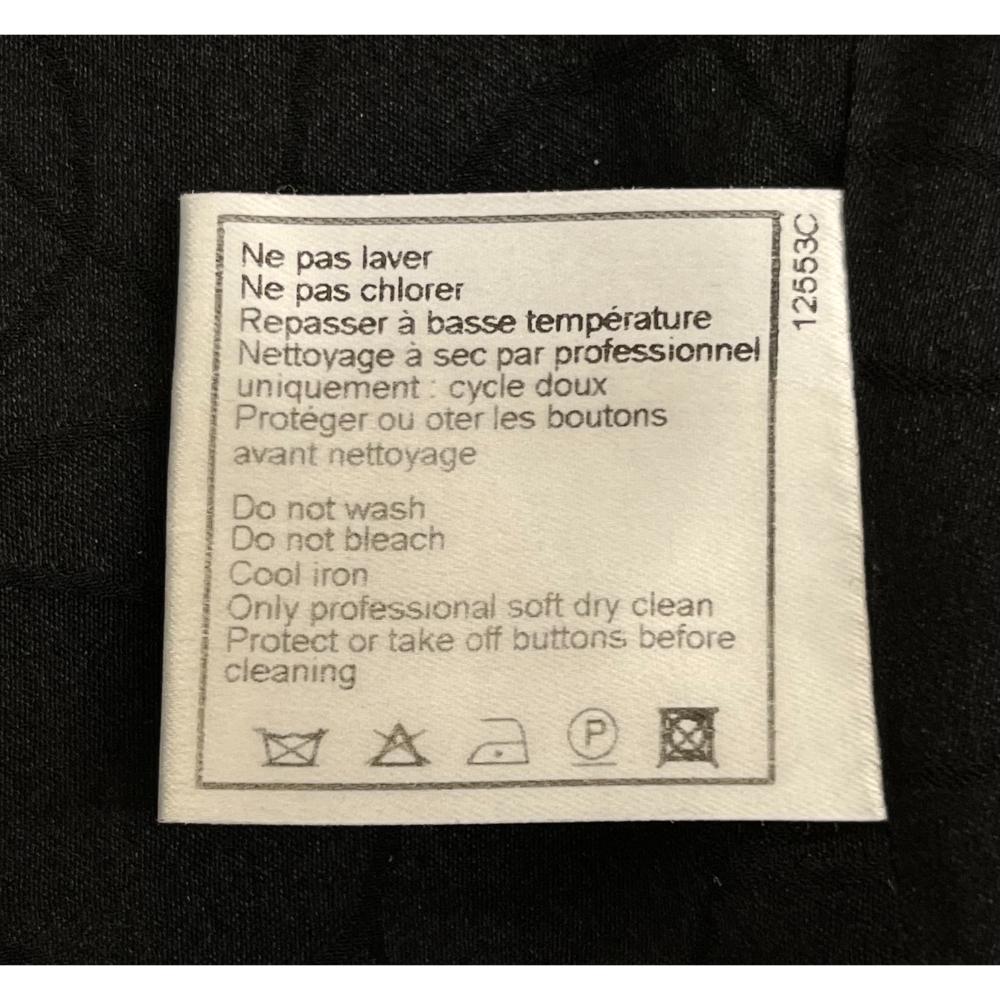 Ne pas laver
Ne pas chlorer
Repasser à basse température
Nettoyage à sec par professionnel
uniquement : cycle doux
Protéger ou oter les boutons
avant nettoyage
Do not wash
Do not bleach
Cool iron
Only professional soft dry clean
Protect or take off buttons before
cleaning
P
12553C